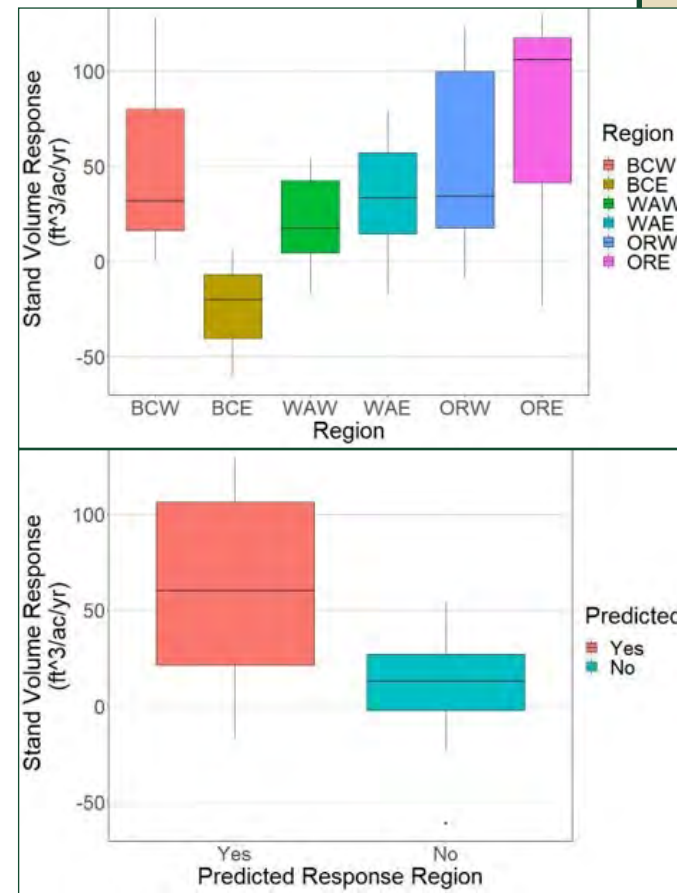 Stand Volume Response
(ft^3/ac/yr)
100
50
0
-50
BCW BCE WAW WAE ORW ORE
Region
Region
BCW
BCE
WAW
WAE
ORW
ORE
Stand Volume Response
(ft^3/ac/yr)
100
50
0
-50
Yes No
Predicted Response Region
Predicted
Yes
No